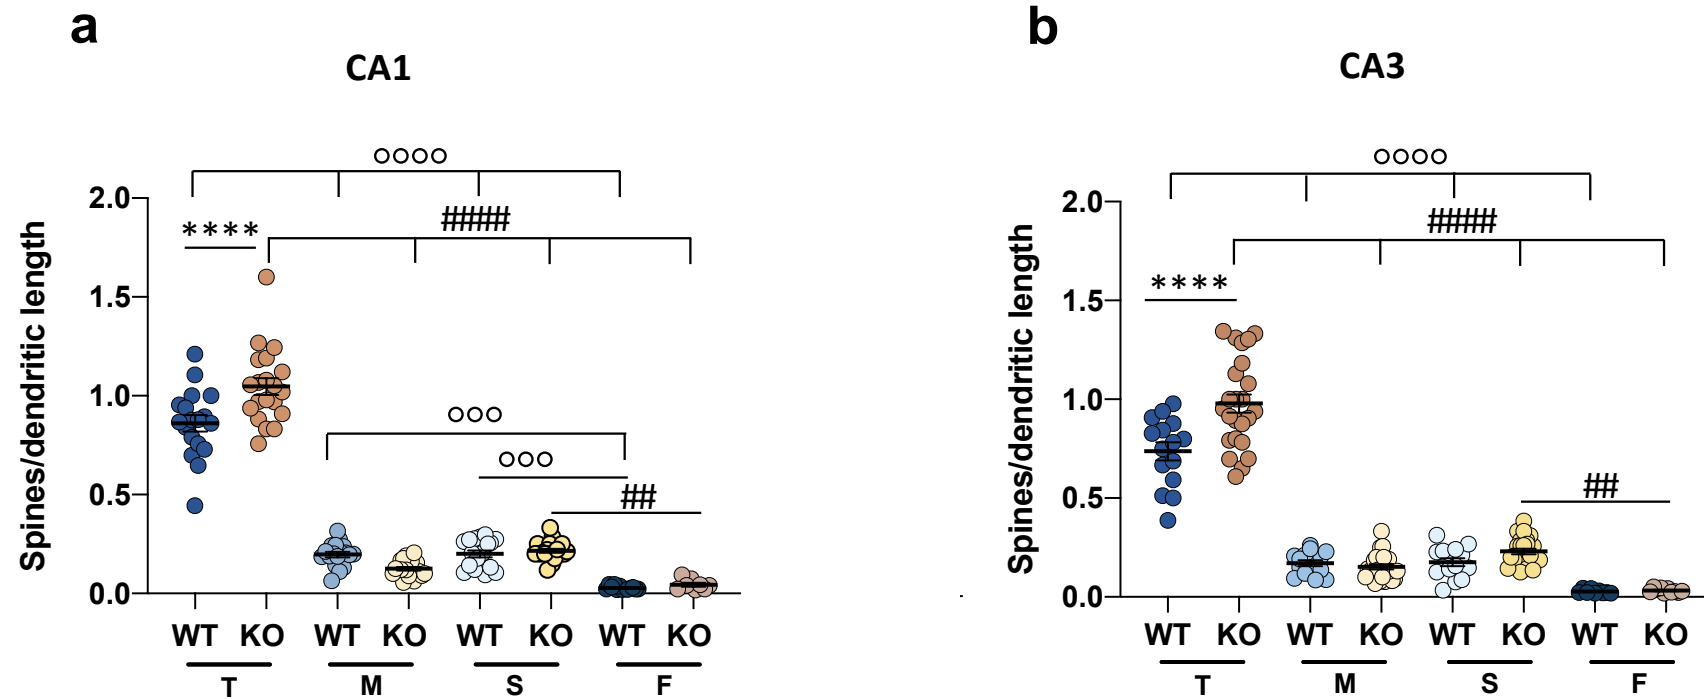 a
CA1
Spines/dendritic length
2.0
1.5
1.0
0.5
0.0
○○○○
####
****
○○○
○○○
##
WT KO WT KO WT KO WT KO
T M S F
b
CA3
Spines/dendritic length
2.0
1.5
1.0
0.5
0.0
○○○○
####
****
##
WT KO WT KO WT KO WT KO
T M S F